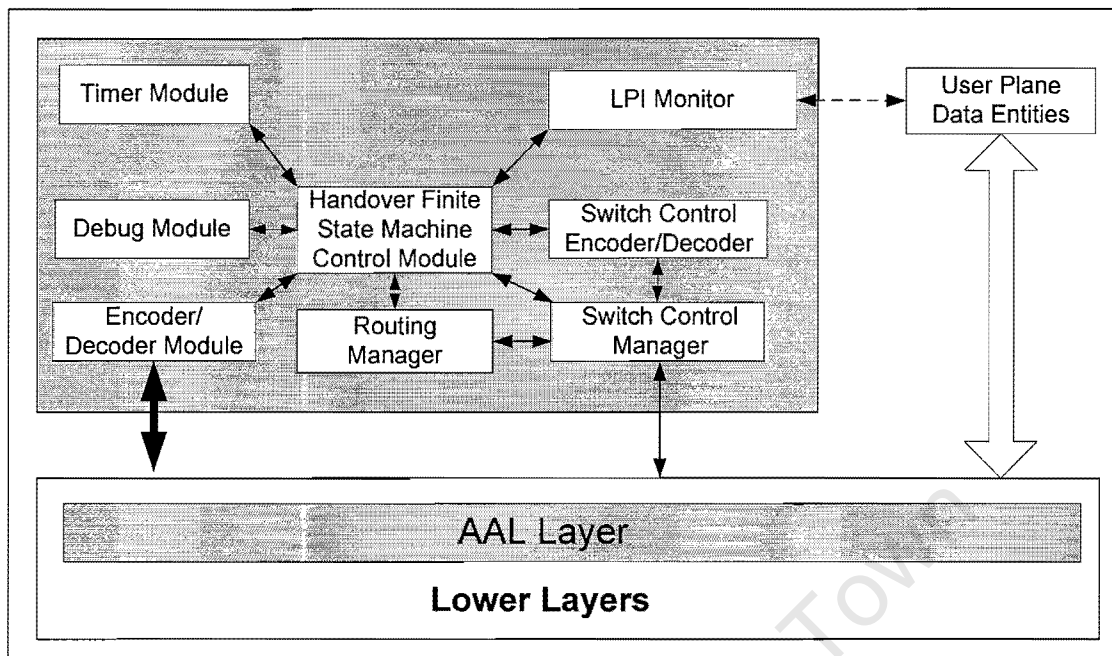 Timer Module
LPI Monitor
User Plane
Data Entities
Handover Finite
State Machine
Control Module
Debug Module
Switch Control
Encoder/Decoder
Encoder/
Decoder Module
Routing
Manager
Switch Control
Manager
AAL Layer
Lower Layers
Town